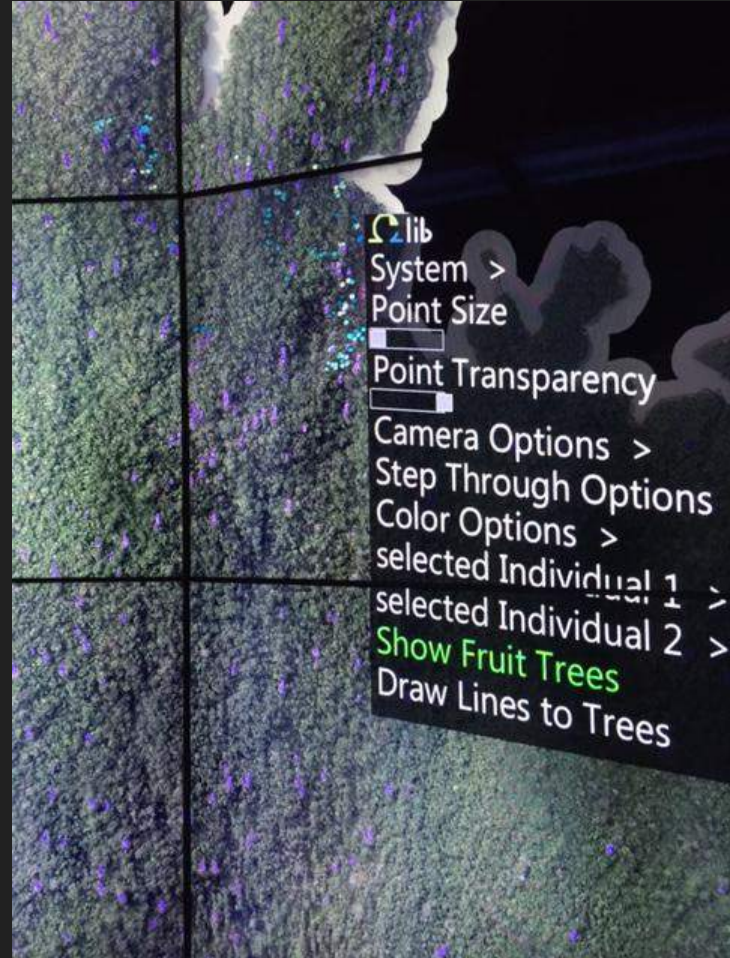 Ωlib
System >
Point Size
Point Transparency
Camera Options >
Step Through Options
Color Options >
selected Individual 1 >
selected Individual 2 >
Show Fruit Trees
Draw Lines to Trees